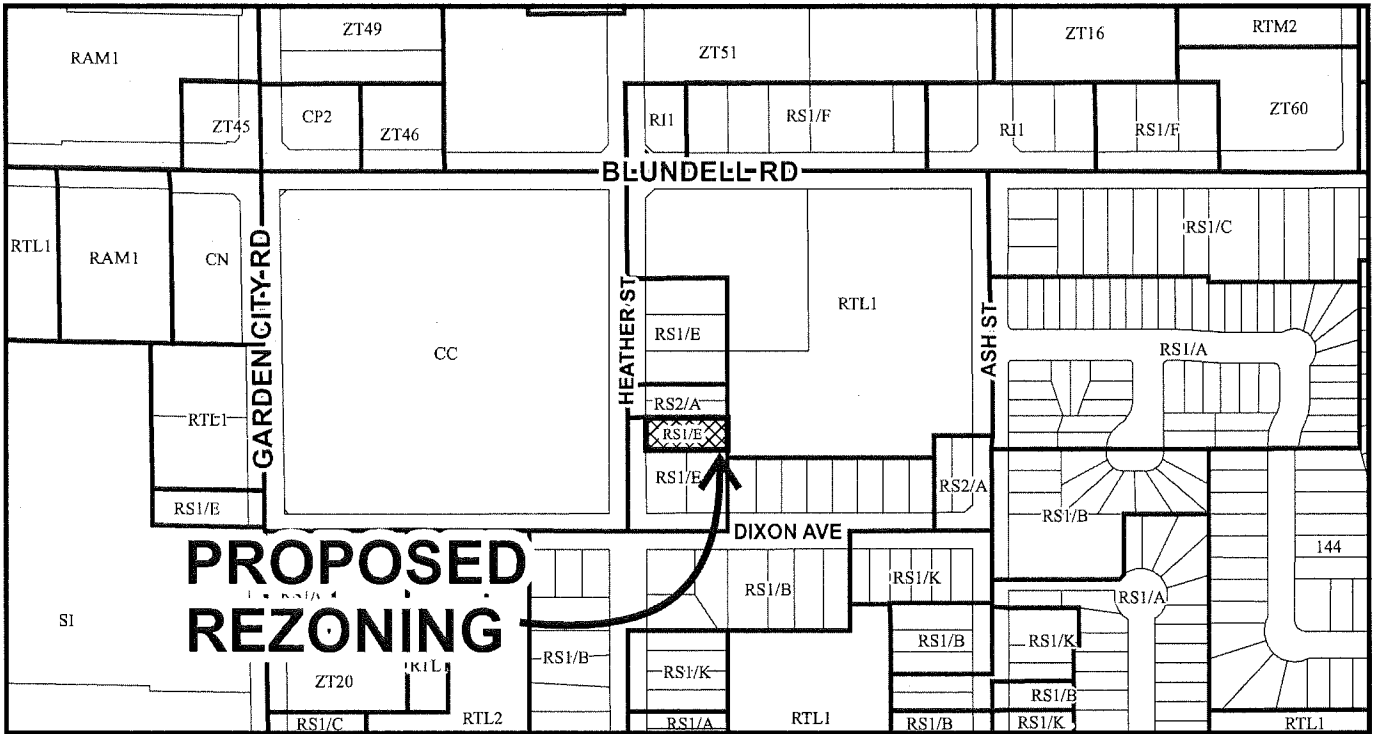 RAM1
ZT49
ZT51
ZT16
RTM2
ZT45
CP2
ZT46
RI1
RS1/F
RI1
RS1/F
ZT60
BLUNDELL RD
RTL1
RAM1
CN
GARDEN CITY RD
CC
HEATHER ST
RS1/E
RTL1
ASH ST
RS1/C
RS1/A
RS2/A
RS1/E
RS1/E
RS2/A
RTL1
RS1/E
DIXON AVE
RS1/B
144
PROPOSED
REZONING
RS1/B
RS1/K
RS1/A
SI
RS1/B
RS1/B
RS1/K
ZT20
RS1/K
RS1/B
RS1/C
RTL2
RS1/A
RTL1
RS1/B
RS1/K
RTL1